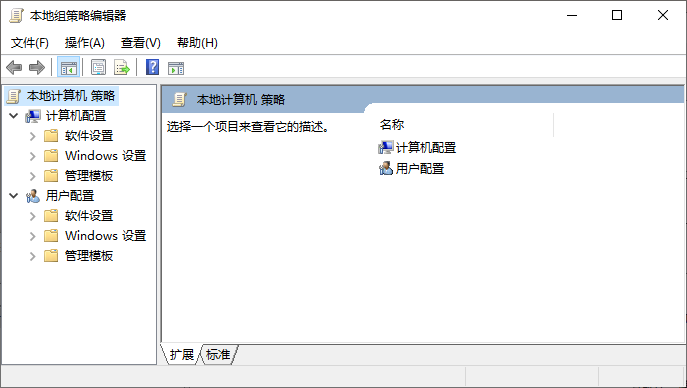 本地组策略编辑器
文件(F) 操作(A) 查看(V) 帮助(H)
本地计算机 策略
计算机配置
软件设置
Windows 设置
管理模板
用户配置
软件设置
Windows 设置
管理模板
本地计算机 策略
选择一个项目来查看它的描述。
名称
计算机配置
用户配置
扩展 标准